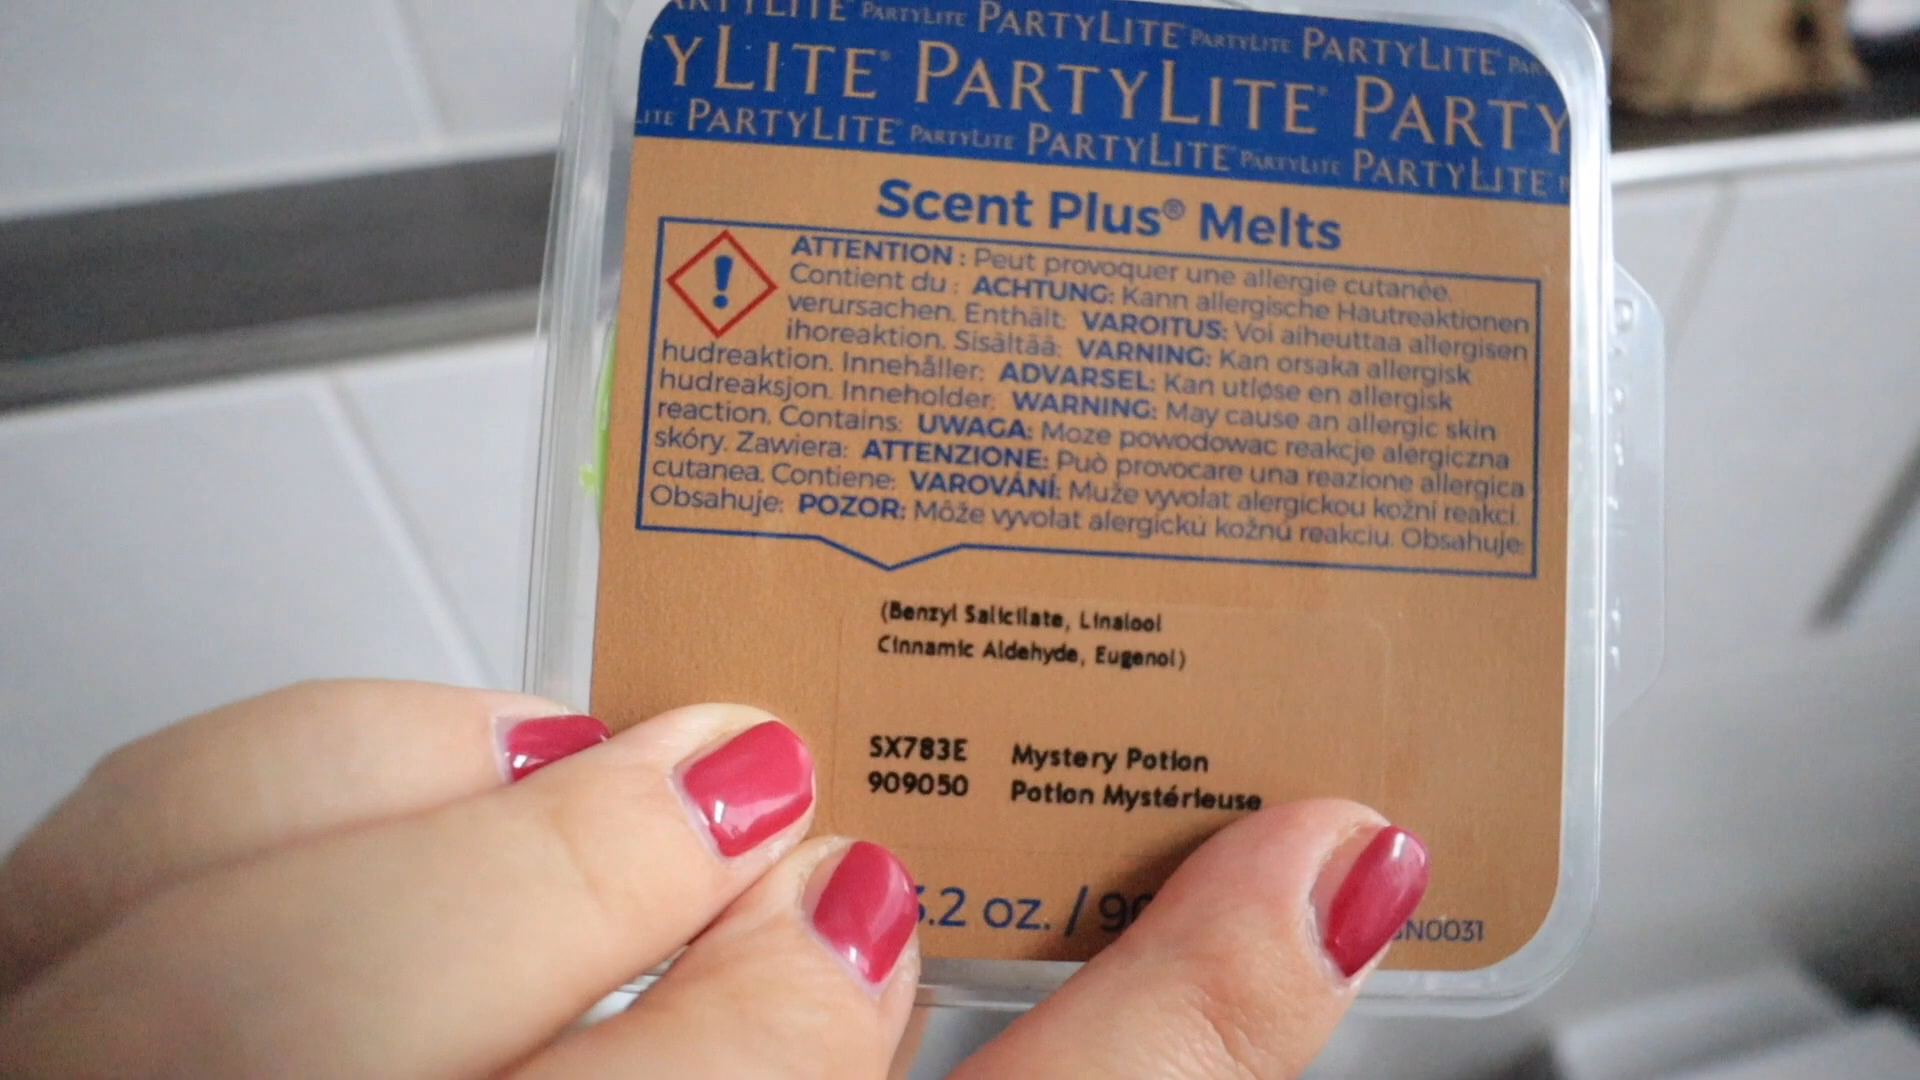 PARTYLITE PARTYLITE PARTYLITE PARTYLITE
YLITE PARTYLITE PARTY
LITE PARTYLITE PARTYLITE PARTYLITE PARTYLITE PARTYLITE
Scent Plus® Melts
ATTENTION : Peut provoquer une allergie cutanée.
Contient du : ACHTUNG: Kann allergische Hautreaktionen
verursachen. Enthält: VAROITUS: Voi aiheuttaa allergisen
ihoreaktion. Sisältää: VARNING: Kan orsaka allergisk
hudreaktion. Innehåller: ADVARSEL: Kan utløse en allergisk
hudreaksjon. Inneholder: WARNING: May cause an allergic skin
reaction. Contains: UWAGA: Moze powodowac reakcje alergiczna
skóry. Zawiera: ATTENZIONE: Può provocare una reazione allergica
cutanea. Contiene: VAROVÁNÍ: Muže vyvolat alergickou kožní reakci.
Obsahuje: POZOR: Môže vyvolat alergickú kožnú reakciu. Obsahuje:
(Benzyl Salicilate, Linalool
Cinnamic Aldehyde, Eugenol)
SX783E Mystery Potion
909050 Potion Mystérieuse
.2 oz. / 9
N0031